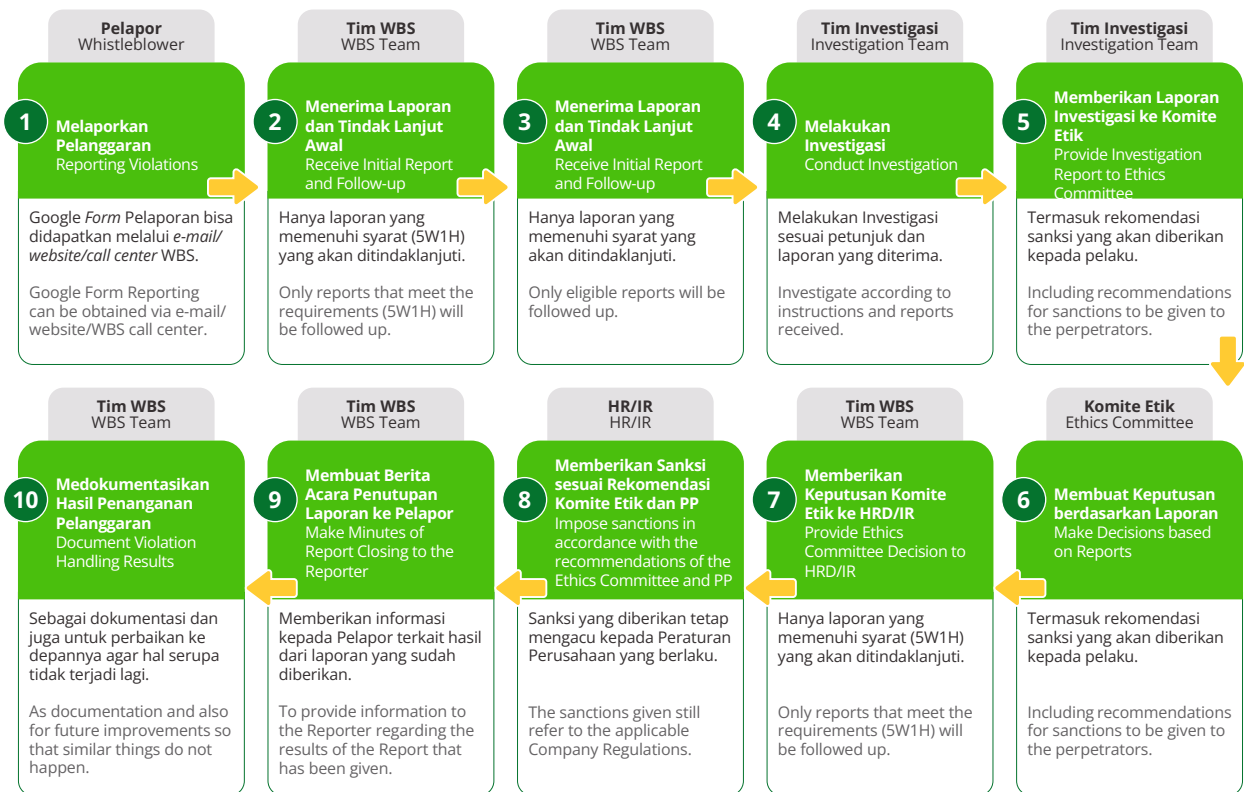 Pelapor
Whistleblower
1
Melaporkan
Pelanggaran
Reporting Violations
Google Form Pelaporan bisa
didapatkan melalui e-mail/
website/call center WBS.
Google Form Reporting
can be obtained via e-mail/
website/WBS call center.
Tim WBS
WBS Team
2
Menerima Laporan
dan Tindak Lanjut
Awal
Receive Initial Report
and Follow-up
Hanya laporan yang
memenuhi syarat (5W1H)
yang akan ditindaklanjuti.
Only reports that meet the
requirements (5W1H) will
be followed up.
Tim WBS
WBS Team
3
Menerima Laporan
dan Tindak Lanjut
Awal
Receive Initial Report
and Follow-up
Hanya laporan yang
memenuhi syarat yang
akan ditindaklanjuti.
Only eligible reports will be
followed up.
Tim Investigasi
Investigation Team
4
Melakukan
Investigasi
Conduct Investigation
Melakukan Investigasi
sesuai petunjuk dan
laporan yang diterima.
Investigate according to
instructions and reports
received.
Tim Investigasi
Investigation Team
5
Memberikan Laporan
Investigasi ke Komite
Etik
Provide Investigation
Report to Ethics
Committee
Termasuk rekomendasi
sanksi yang akan diberikan
kepada pelaku.
Including recommendations
for sanctions to be given to
the perpetrators.
Komite Etik
Ethics Committee
6
Membuat Keputusan
berdasarkan Laporan
Make Decisions based
on Reports
Termasuk rekomendasi
sanksi yang akan diberikan
kepada pelaku.
Including recommendations
for sanctions to be given to
the perpetrators.
Tim WBS
WBS Team
7
Memberikan
Keputusan Komite
Etik ke HRD/IR
Provide Ethics
Committee Decision to
HRD/IR
Hanya laporan yang
memenuhi syarat (5W1H)
yang akan ditindaklanjuti.
Only reports that meet the
requirements (5W1H) will
be followed up.
HR/IR
HR/IR
8
Memberikan Sanksi
sesuai Rekomendasi
Komite Etik dan PP
Impose sanctions in
accordance with the
recommendations of the
Ethics Committee and PP
Sanksi yang diberikan tetap
mengacu kepada Peraturan
Perusahaan yang berlaku.
The sanctions given still
refer to the applicable
Company Regulations.
Tim WBS
WBS Team
9
Membuat Berita
Acara Penutupan
Laporan ke Pelapor
Make Minutes of
Report Closing to the
Reporter
Memberikan informasi
kepada Pelapor terkait hasil
dari laporan yang sudah
diberikan.
To provide information to
the Reporter regarding the
results of the Report that
has been given.
Tim WBS
WBS Team
10
Medokumentasikan
Hasil Penanganan
Pelanggaran
Document Violation
Handling Results
Sebagai dokumentasi dan
juga untuk perbaikan ke
depannya agar hal serupa
tidak terjadi lagi.
As documentation and also
for future improvements so
that similar things do not
happen.